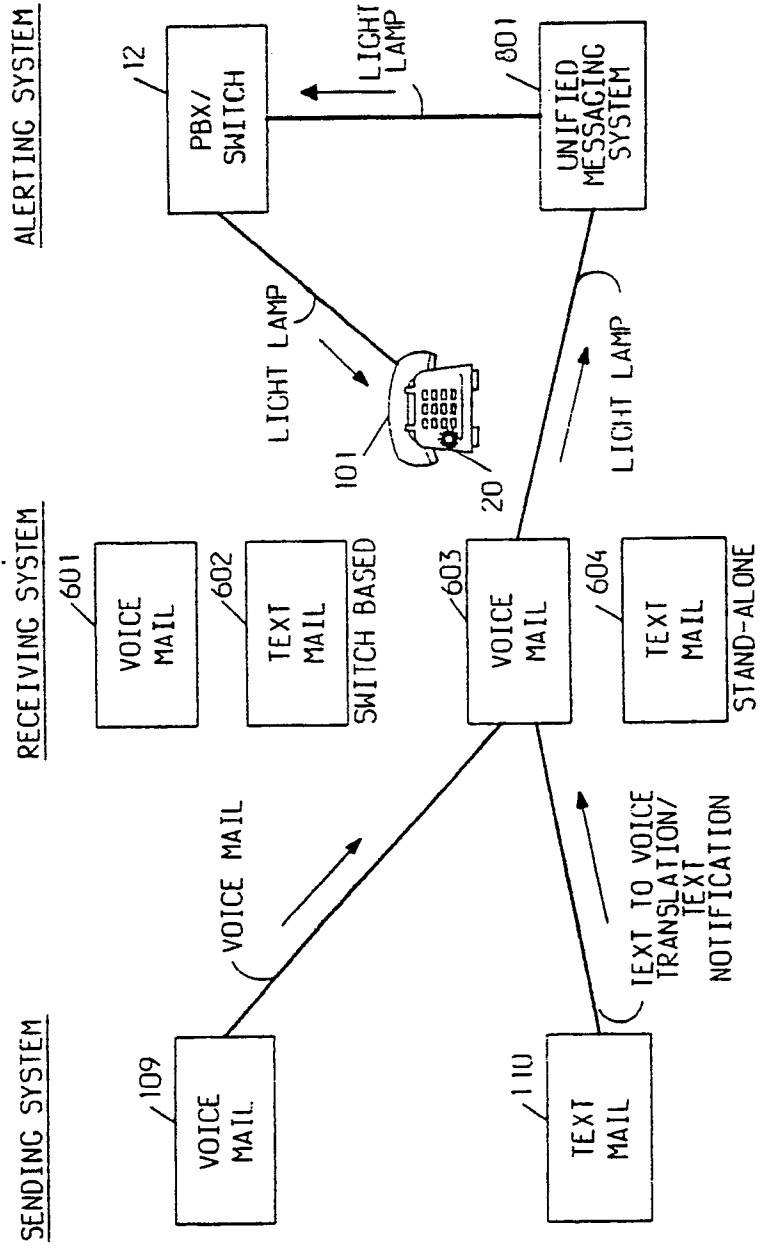 SENDING SYSTEM
RECEIVING SYSTEM
ALERTING SYSTEM
109
VOICE
MAIL
110
TEXT
MAIL
VOICE MAIL
TEXT TO VOICE
TRANSLATION/
TEXT
NOTIFICATION
601
VOICE
MAIL
602
TEXT
MAIL
SWITCH BASED
603
VOICE
MAIL
604
TEXT
MAIL
STAND-ALONE
LIGHT LAMP
101
20
LIGHT LAMP
12
PBX/
SWITCH
LIGHT
LAMP
801
UNIFIED
MESSAGING
SYSTEM